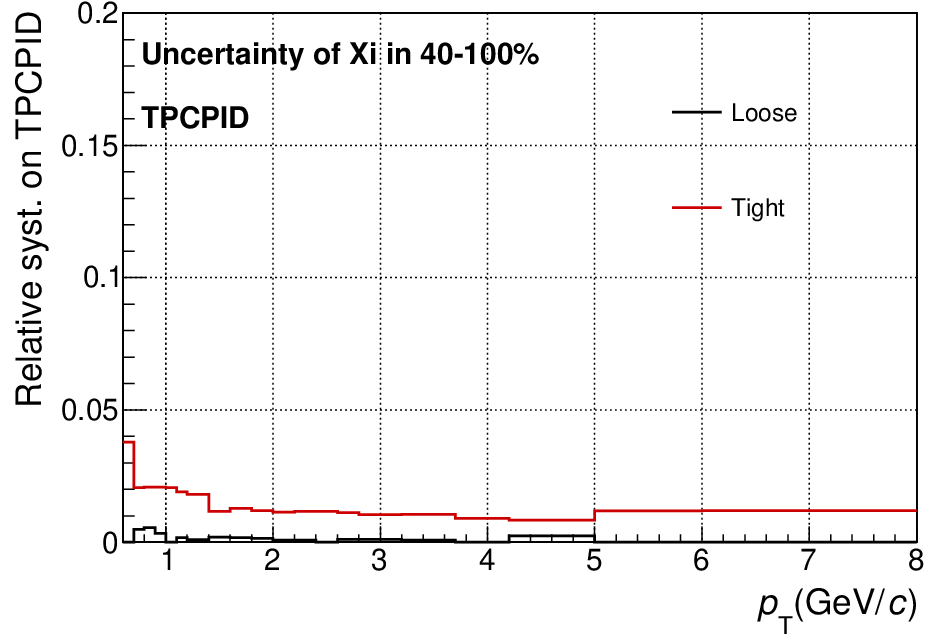 Relative syst. on TPCPID
0.2
0.15
0.1
0.05
0
Uncertainty of Xi in 40-100%
TPCPID
Loose
Tight
1 2 3 4 5 6 7 8
p_T(GeV/c)